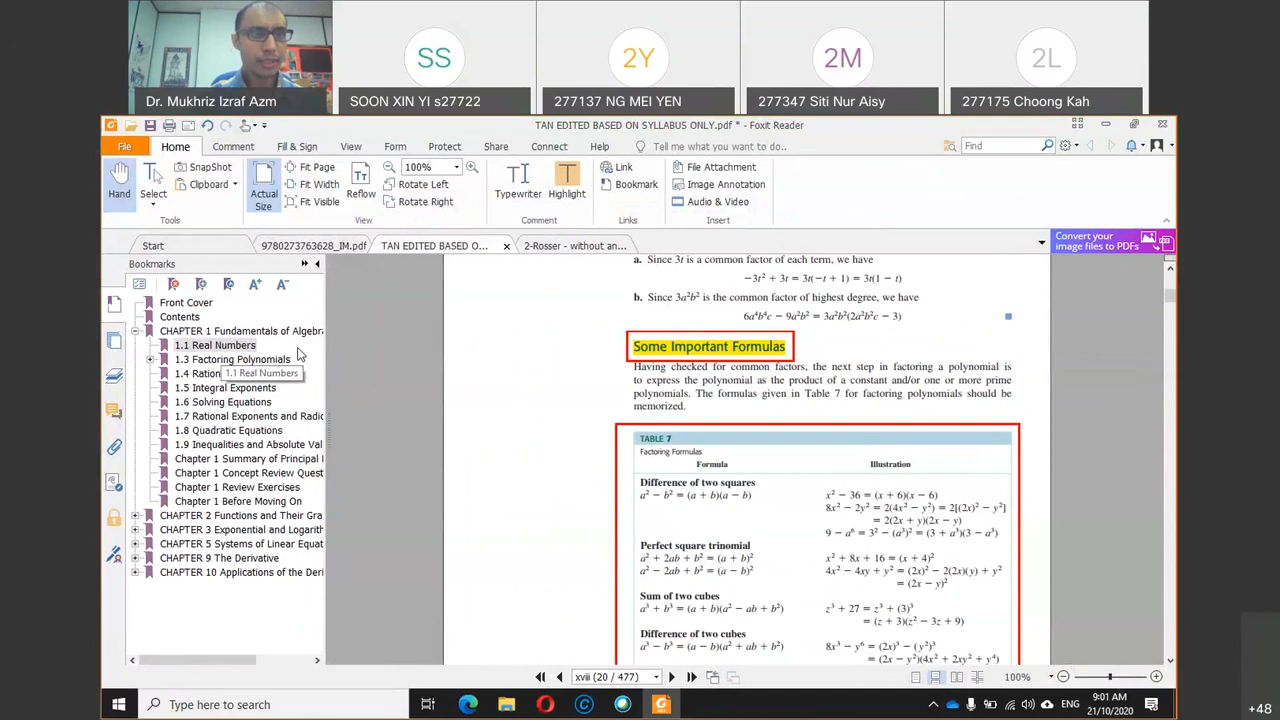 SS
2Y
2M
2L
Dr. Mukhriz Izraf Azm
SOON XIN YI s27722
277137 NG MEI YEN
277347 Siti Nur Aisy
277175 Choong Kah
TAN EDITED BASED ON SYLLABUS ONLY.pdf * - Foxit Reader
File Home Comment Fill & Sign View Form Protect Share Connect Help Tell me what you want to do... Find
Hand
Select
SnapShot
Clipboard
Tools
Actual Size
Fit Page
Fit Width
Fit Visible
Reflow
100%
Rotate Left
Rotate Right
View
Typewriter
Highlight
Comment
Link
Bookmark
Links
File Attachment
Image Annotation
Audio & Video
Insert
Start
9780273763628_IM.pdf
TAN EDITED BASED O...
2-Rosser - without an...
Convert your
image files to PDFs
Bookmarks
Front Cover
Contents
CHAPTER 1 Fundamentals of Algebra
1.1 Real Numbers
1.3 Factoring Polynomials
1.4 Ration
1.1 Real Numbers
1.5 Integral Exponents
1.6 Solving Equations
1.7 Rational Exponents and Radic
1.8 Quadratic Equations
1.9 Inequalities and Absolute Val
Chapter 1 Summary of Principal
Chapter 1 Concept Review Quest
Chapter 1 Review Exercises
Chapter 1 Before Moving On
CHAPTER 2 Functions and Their Gra
CHAPTER 3 Exponential and Logarith
CHAPTER 5 Systems of Linear Equat
CHAPTER 9 The Derivative
CHAPTER 10 Applications of the Deri
a. Since 3t is a common factor of each term, we have
−3t² + 3t = 3t(−t + 1) = 3t(1 − t)
b. Since 3a²b² is the common factor of highest degree, we have
6a⁴b⁴c − 9a²b² = 3a²b²(2a²b²c − 3)
Some Important Formulas
Having checked for common factors, the next step in factoring a polynomial is
to express the polynomial as the product of a constant and/or one or more prime
polynomials. The formulas given in Table 7 for factoring polynomials should be
memorized.
TABLE 7
Factoring Formulas
Formula Illustration
Difference of two squares
a² − b² = (a + b)(a − b) x² − 36 = (x + 6)(x − 6)
8x² − 2y² = 2(4x² − y²) = 2[(2x)² − y²]
= 2(2x + y)(2x − y)
9 − a⁶ = 3² − (a³)² = (3 + a³)(3 − a³)
Perfect square trinomial
a² + 2ab + b² = (a + b)² x² + 8x + 16 = (x + 4)²
a² − 2ab + b² = (a − b)² 4x² − 4xy + y² = (2x)² − 2(2x)(y) + y²
= (2x − y)²
Sum of two cubes
a³ + b³ = (a + b)(a² − ab + b²) z³ + 27 = z³ + (3)³
= (z + 3)(z² − 3z + 9)
Difference of two cubes
a³ − b³ = (a − b)(a² + ab + b²) 8x³ − y⁶ = (2x)³ − (y²)³
= (2x − y²)(4x² + 2xy² + y⁴)
xviii (20 / 477)
100%
Type here to search
ENG
9:01 AM
21/10/2020
+48